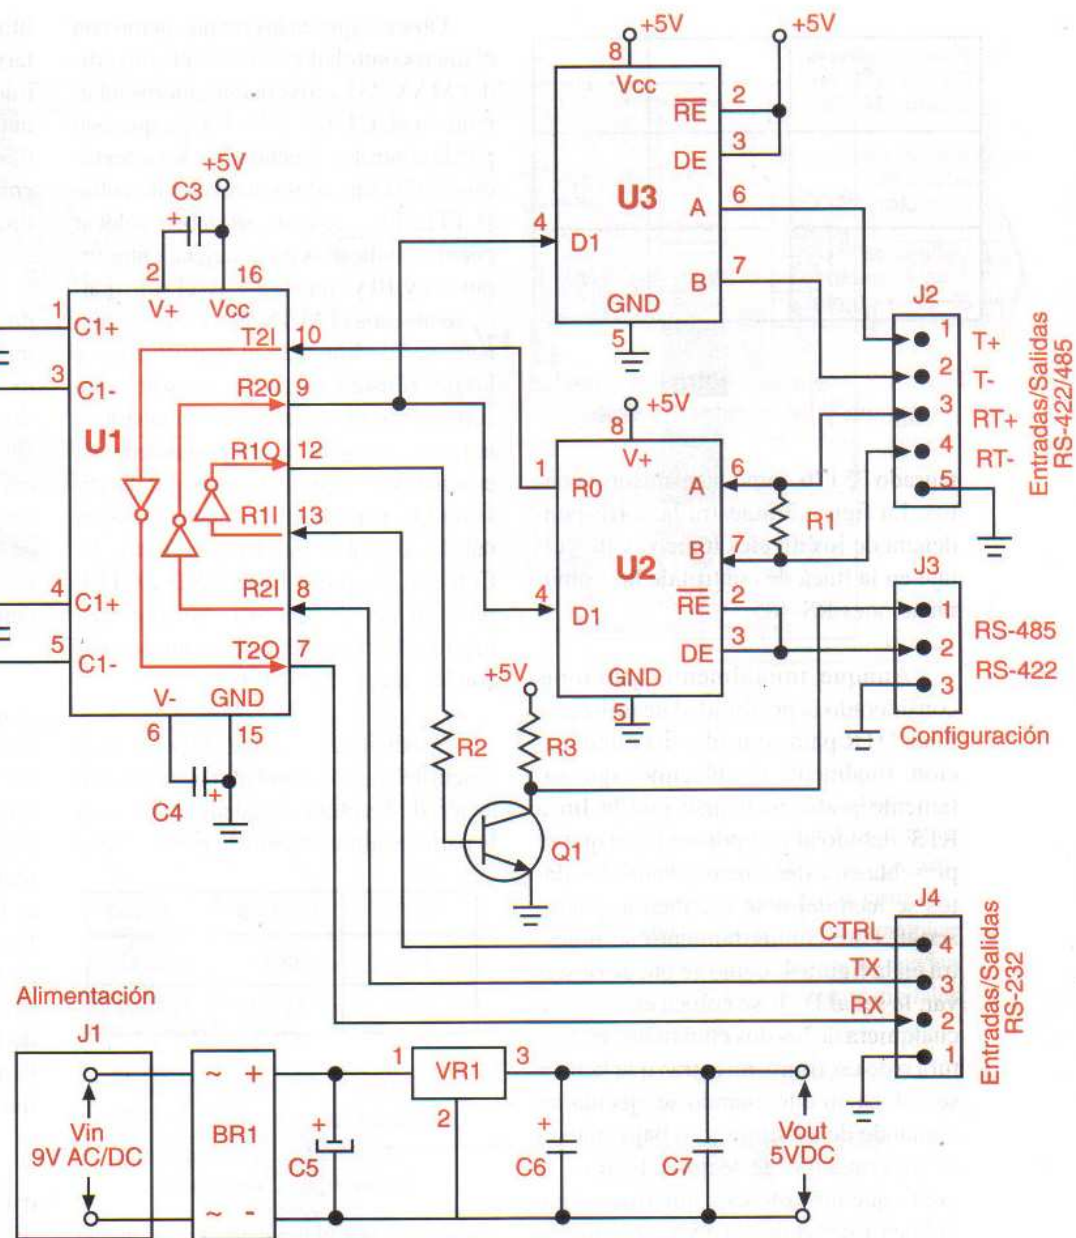 +5V
8
Vcc
+5V
2
RE
3
DE
U3
6
A
4
D1
7
B
GND
5
C3
+5V
+
2
16
V+
Vcc
1
C1+
T2I
10
3
C1-
R20
9
U1
R1O
12
R1I
13
4
C1+
R2I
8
5
C1-
T2O
7
V-
GND
6
15
C4
+
+5V
8
V+
1
R0
6
A
R1
7
B
U2
4
D1
RE
2
DE
3
GND
5
J2
1
T+
2
T-
3
RT+
4
RT-
5
Entradas/Salidas
RS-422/485
J3
1
RS-485
2
RS-422
3
Configuración
+5V
R2
R3
Q1
J4
CTRL
4
TX
3
RX
2
1
Entradas/Salidas
RS-232
Alimentación
J1
Vin
9V AC/DC
~
+
BR1
~
-
1
VR1
3
2
+
C5
+
C6
C7
Vout
5VDC